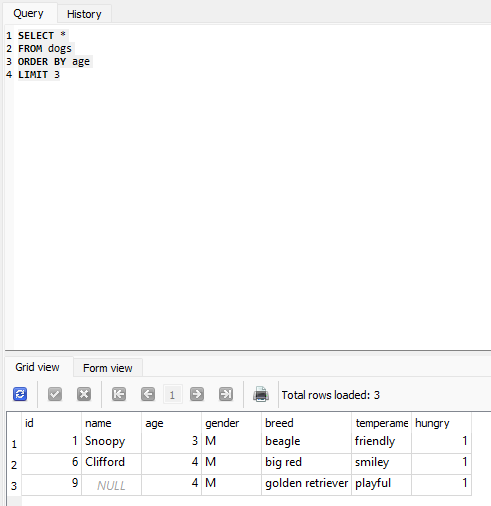 Query History
1 SELECT *
2 FROM dogs
3 ORDER BY age
4 LIMIT 3
Grid view Form view
1 Total rows loaded: 3
id name age gender breed temperame hungry
1 1 Snoopy 3 M beagle friendly 1
2 6 Clifford 4 M big red smiley 1
3 9 NULL 4 M golden retriever playful 1